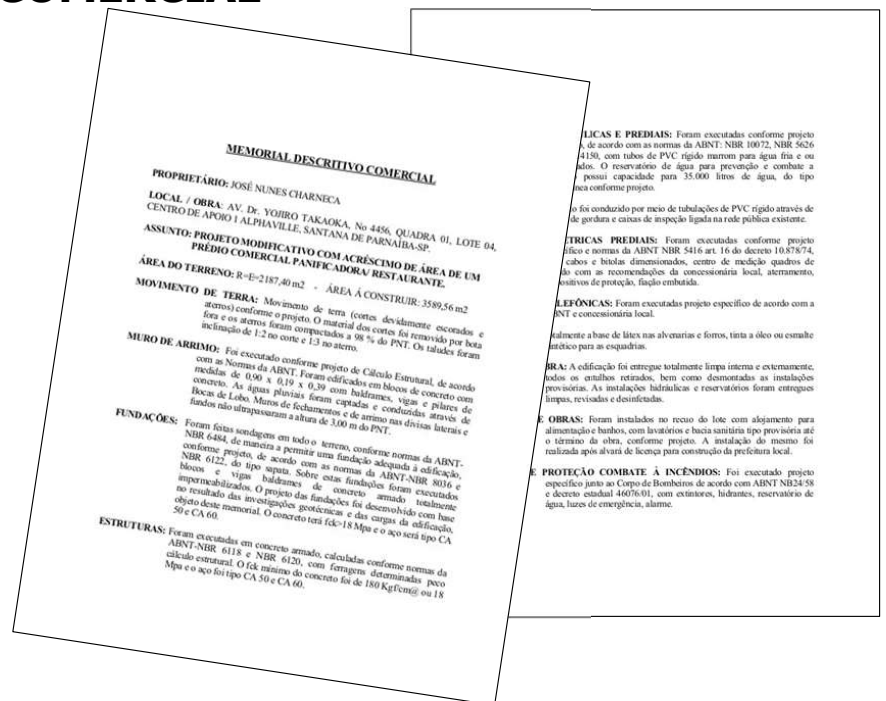 COMERCIAL
MEMORIAL DESCRITIVO COMERCIAL
PROPRIETÁRIO: JOSÉ NUNES CHARNECA
LOCAL / OBRA: AV. Dr. YOJIRO TAKAOKA, No 4456, QUADRA 01, LOTE 04,
CENTRO DE APOIO I ALPHAVILLE, SANTANA DE PARNAÍBA-SP.
ASSUNTO: PROJETO MODIFICATIVO COM ACRÉSCIMO DE ÁREA DE UM
PRÉDIO COMERCIAL PANIFICADORA/ RESTAURANTE.
ÁREA DO TERRENO: R=E=2187,40 m2 - ÁREA Á CONSTRUIR: 3589,56 m2
MOVIMENTO DE TERRA: Movimento de terra (cortes devidamente escorados e
aterros) conforme o projeto. O material dos cortes foi removido por bota
fora e os aterros foram compactados a 98 % do PNT. Os taludes foram
inclinação de 1:2 no corte e 1:3 no aterro.
MURO DE ARRIMO: Foi executado conforme projeto de Cálculo Estrutural, de acordo
com as Normas da ABNT. Foram edificados em blocos de concreto com
medidas de 0,90 x 0,19 x 0,39 com baldrames, vigas e pilares de
concreto. As águas pluviais foram captadas e conduzidas através de
Bocas de Lobo. Muros de fechamentos e de arrimo nas divisas laterais e
fundos não ultrapassaram a altura de 3,00 m do PNT.
FUNDAÇÕES: Foram feitas sondagens em todo o terreno, conforme normas da ABNT-
NBR 6484, de maneira a permitir uma fundação adequada à edificação,
conforme projeto, de acordo com as normas da ABNT-NBR 8036 e
NBR 6122, do tipo sapata. Sobre estas fundações foram executados
blocos e vigas baldrames de concreto armado totalmente
impermeabilizados. O projeto das fundações foi desenvolvido com base
no resultado das investigações geotécnicas e das cargas da edificação,
objeto deste memorial. O concreto terá fck>18 Mpa e o aço será tipo CA
50 e CA 60.
ESTRUTURAS: Foram executadas em concreto armado, calculadas conforme normas da
ABNT-NBR 6118 e NBR 6120, com ferragens determinadas peco
cálculo estrutural. O fck mínimo do concreto foi de 180 Kgf/cm@ ou 18
Mpa e o aço foi tipo CA 50 e CA 60.
LICAS E PREDIAIS: Foram executadas conforme projeto
, de acordo com as normas da ABNT: NBR 10072, NBR 5626
4150, com tubos de PVC rígido marrom para água fria e ou
ados. O reservatório de água para prevenção e combate a
possui capacidade para 35.000 litros de água, do tipo
nea conforme projeto.
o foi conduzido por meio de tubulações de PVC rígido através de
de gordura e caixas de inspeção ligada na rede pública existente.
TRICAS PREDIAIS: Foram executadas conforme projeto
ífico e normas da ABNT NBR 5416 art. 16 do decreto 10.878/74,
cabos e bitolas dimensionados, centro de medição quadros de
do com as recomendações da concessionária local, aterramento,
ositivos de proteção, fiação embutida.
LEFÔNICAS: Foram executadas projeto específico de acordo com a
BNT e concessionária local.
talmente a base de látex nas alvenarias e forros, tinta a óleo ou esmalte
ntético para as esquadrias.
BRA: A edificação foi entregue totalmente limpa interna e externamente,
todos os entulhos retirados, bem como desmontadas as instalações
provisórias. As instalações hidráulicas e reservatórios foram entregues
limpas, revisadas e desinfetadas.
E OBRAS: Foram instalados no recuo do lote com alojamento para
alimentação e banhos, com lavatórios e bacia sanitária tipo provisória até
o término da obra, conforme projeto. A instalação do mesmo foi
realizada após alvará de licença para construção da prefeitura local.
E PROTEÇÃO COMBATE Á INCÊNDIOS: Foi executado projeto
específico junto ao Corpo de Bombeiros de acordo com ABNT NB24/58
e decreto estadual 46076/01, com extintores, hidrantes, reservatório de
água, luzes de emergência, alarme.